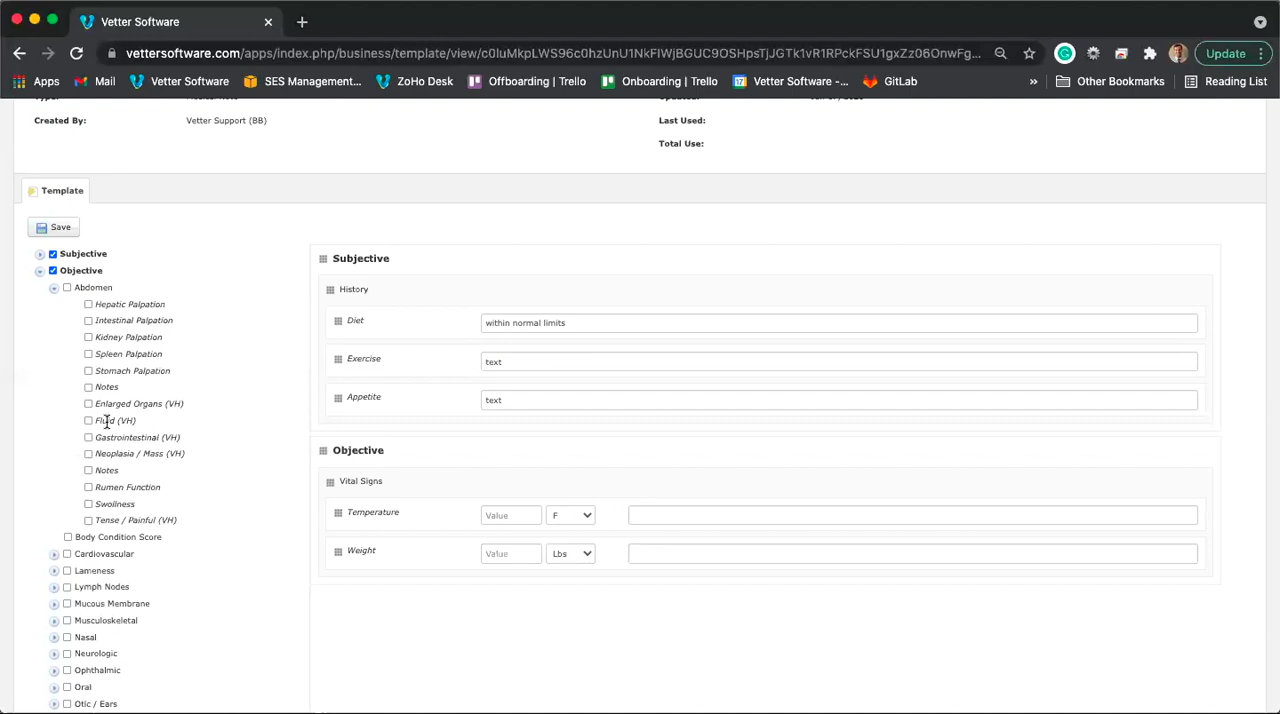 Vetter Software
vettersoftware.com/apps/index.php/business/template/view/c0luMkpLWS96c0hzUnU1NkFIWjBGUC9OSHpsTjJGTk1vR1RPckFSU1gxZz06OnwFg...
Update
Apps
Mail
Vetter Software
SES Management...
ZoHo Desk
Offboarding | Trello
Onboarding | Trello
Vetter Software -...
GitLab
»
Other Bookmarks
Reading List
Created By:
Vetter Support (BB)
Last Used:
Total Use:
Template
Save
Subjective
Objective
Abdomen
Hepatic Palpation
Intestinal Palpation
Kidney Palpation
Spleen Palpation
Stomach Palpation
Notes
Enlarged Organs (VH)
Fluid (VH)
Gastrointestinal (VH)
Neoplasia / Mass (VH)
Notes
Rumen Function
Swollness
Tense / Painful (VH)
Body Condition Score
Cardiovascular
Lameness
Lymph Nodes
Mucous Membrane
Musculoskeletal
Nasal
Neurologic
Ophthalmic
Oral
Otic / Ears
Subjective
History
Diet
within normal limits
Exercise
text
Appetite
text
Objective
Vital Signs
Temperature
Value
F
Weight
Value
Lbs